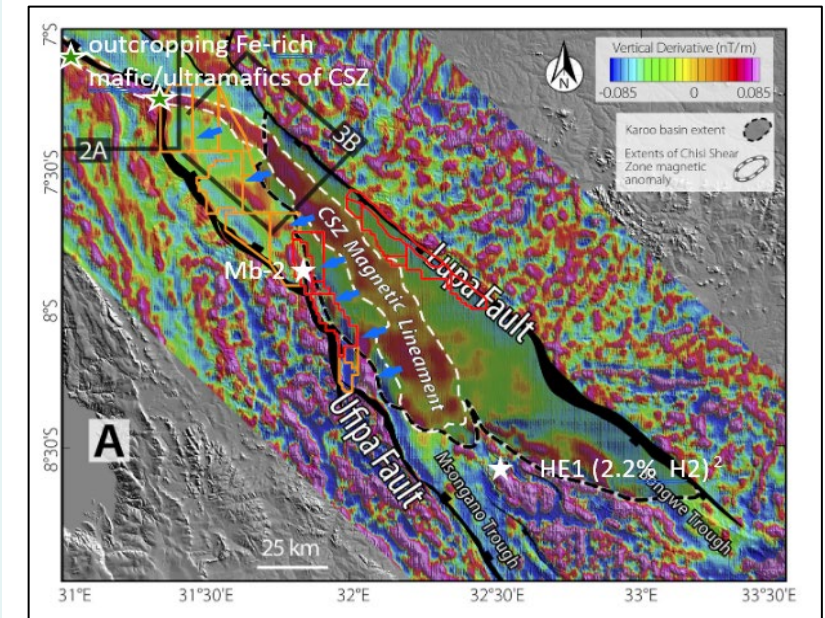 7°S
outcropping Fe-rich
mafic/ultramafics of CSZ
Vertical Derivative (nT/m)
-0.085 0 0.085
N
Karoo basin extent
Extents of Chisi Shear
Zone magnetic
anomaly
2A
3B
7°30'S
CSZ Magnetic Lineament
Lupa Fault
Mb-2
8°S
Ufipa Fault
A
8°30'S
HE1 (2.2% H2)²
Msongano Trough
Trough
25 km
31°E 31°30'E 32°E 32°30'E 33°E 33°30'E